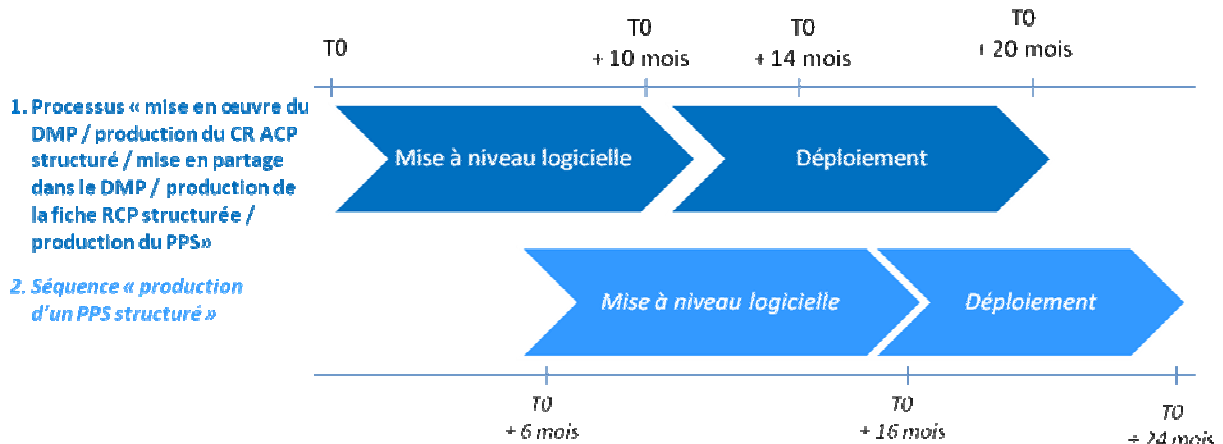 T0
T0
+ 10 mois
T0
+ 14 mois
T0
+ 20 mois
1. Processus « mise en œuvre du
DMP / production du CR ACP
structuré / mise en partage
dans le DMP / production de
la fiche RCP structurée /
production du PPS»
Mise à niveau logicielle
Déploiement
2. Séquence « production
d'un PPS structuré »
Mise à niveau logicielle
Déploiement
T0
+ 6 mois
T0
+ 16 mois
T0
+ 24 mois